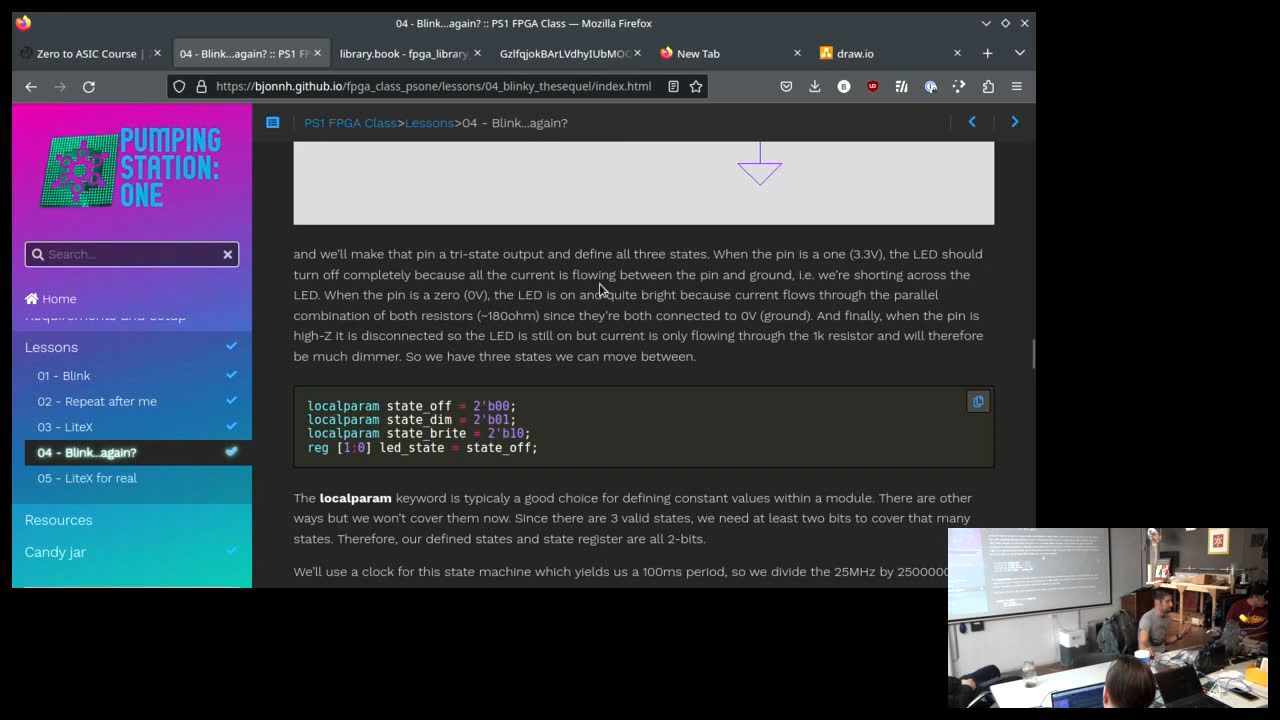 04 - Blink...again? :: PS1 FPGA Class — Mozilla Firefox
Zero to ASIC Course |
04 - Blink...again? :: PS1 FP
library.book - fpga_library
GzlfqjokBArLVdhyIUbMOC
New Tab
draw.io
https://bjonnh.github.io/fpga_class_psone/lessons/04_blinky_thesequel/index.html
PUMPING
STATION:
ONE
Search...
Home
Requirements and setup
Lessons
01 - Blink
02 - Repeat after me
03 - LiteX
04 - Blink...again?
05 - LiteX for real
Resources
Candy jar
PS1 FPGA Class>Lessons>04 - Blink...again?
and we'll make that pin a tri-state output and define all three states. When the pin is a one (3.3V), the LED should
turn off completely because all the current is flowing between the pin and ground, i.e. we're shorting across the
LED. When the pin is a zero (0V), the LED is on and quite bright because current flows through the parallel
combination of both resistors (~180ohm) since they're both connected to 0V (ground). And finally, when the pin is
high-Z it is disconnected so the LED is still on but current is only flowing through the 1k resistor and will therefore
be much dimmer. So we have three states we can move between.
localparam state_off = 2'b00;
localparam state_dim = 2'b01;
localparam state_brite = 2'b10;
reg [1:0] led_state = state_off;
The localparam keyword is typicaly a good choice for defining constant values within a module. There are other
ways but we won't cover them now. Since there are 3 valid states, we need at least two bits to cover that many
states. Therefore, our defined states and state register are all 2-bits.
We'll use a clock for this state machine which yields us a 100ms period, so we divide the 25MHz by 2500000